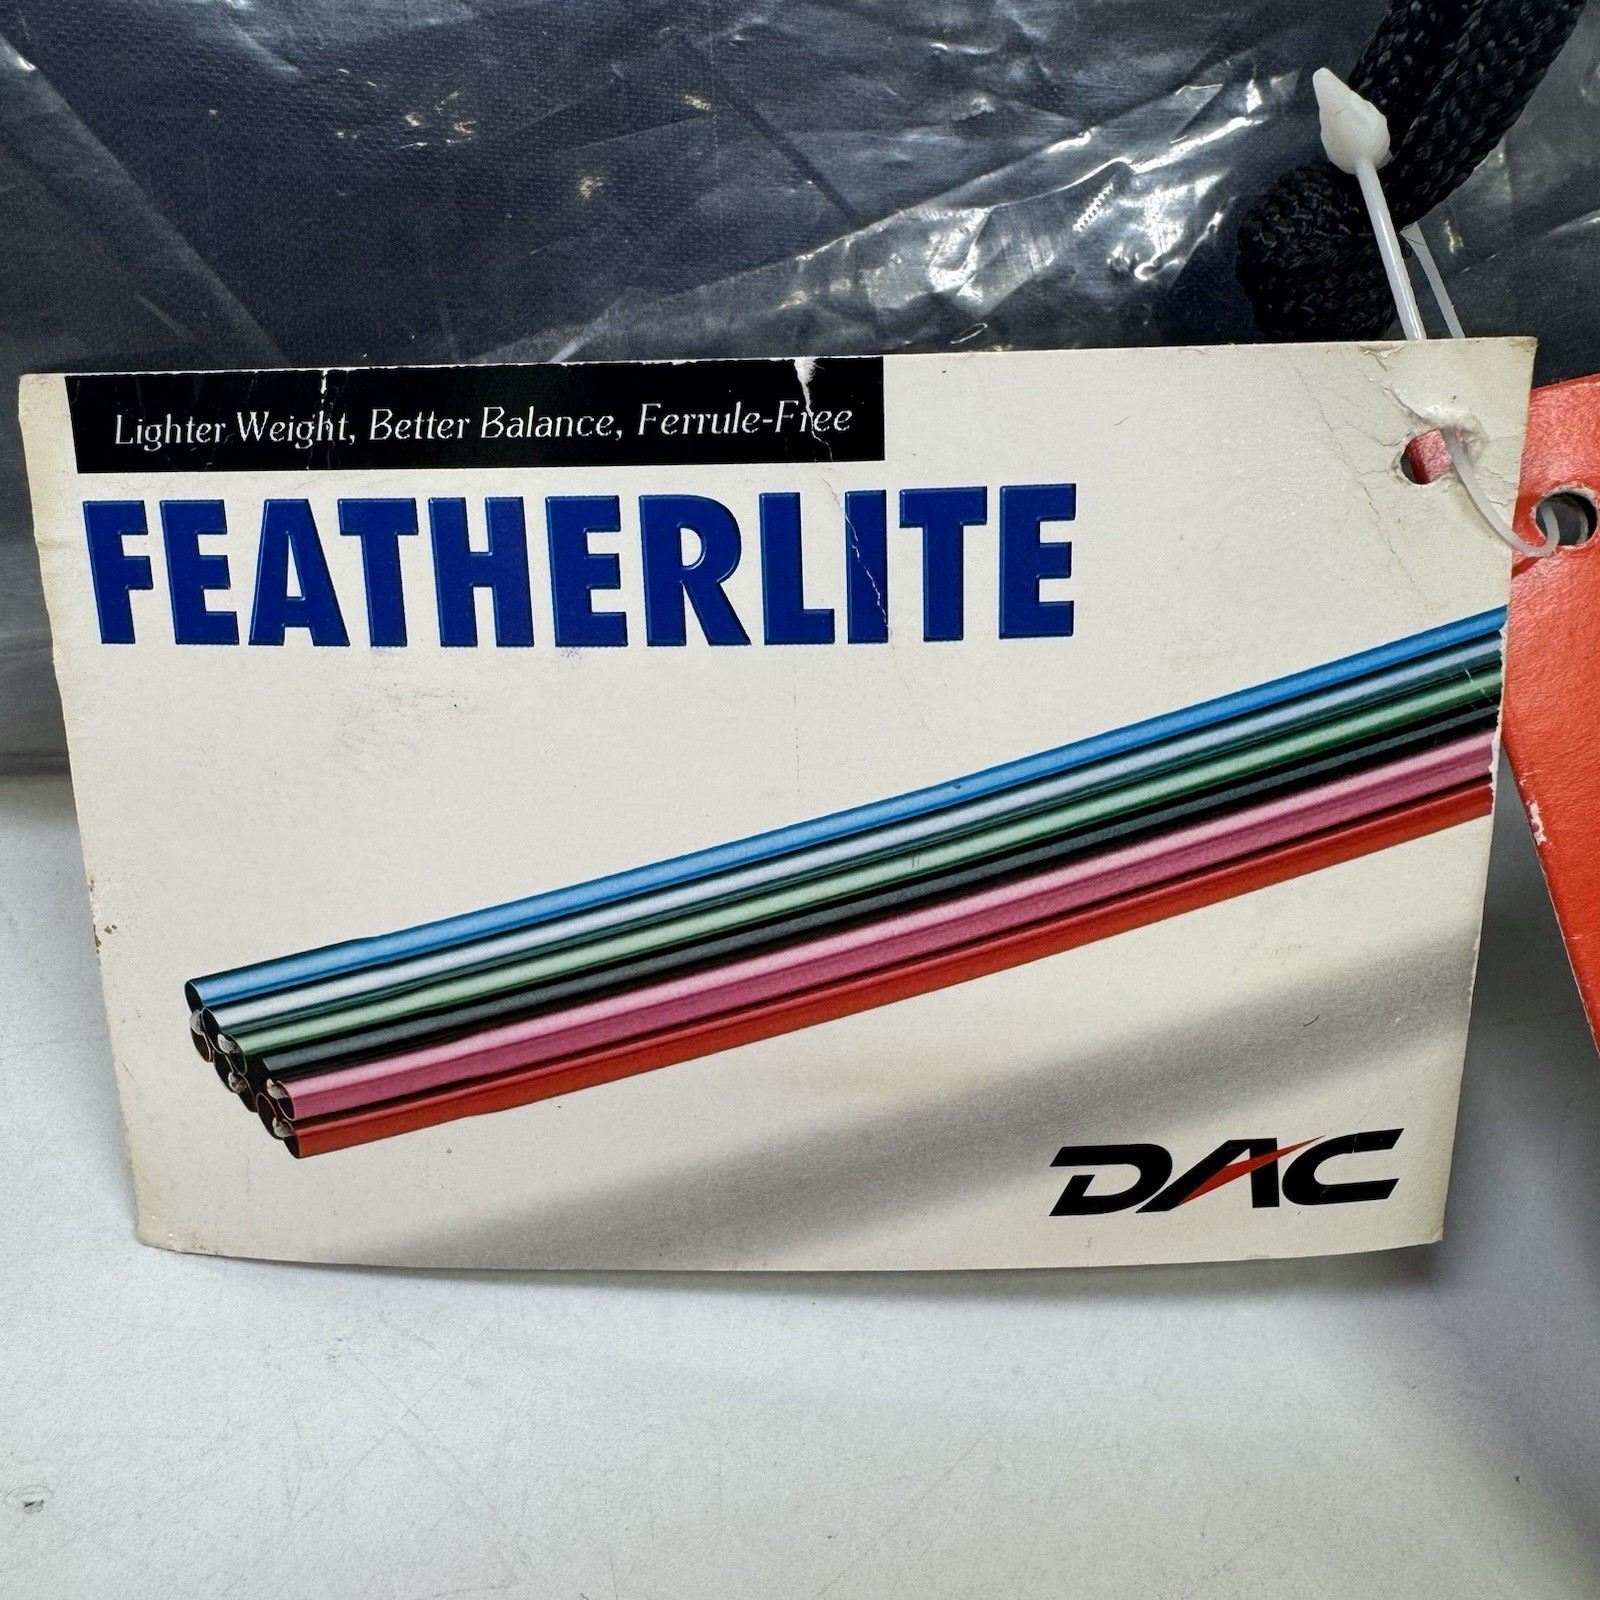 Lighter Weight, Better Balance, Ferrule-Free
FEATHERLITE
DAC